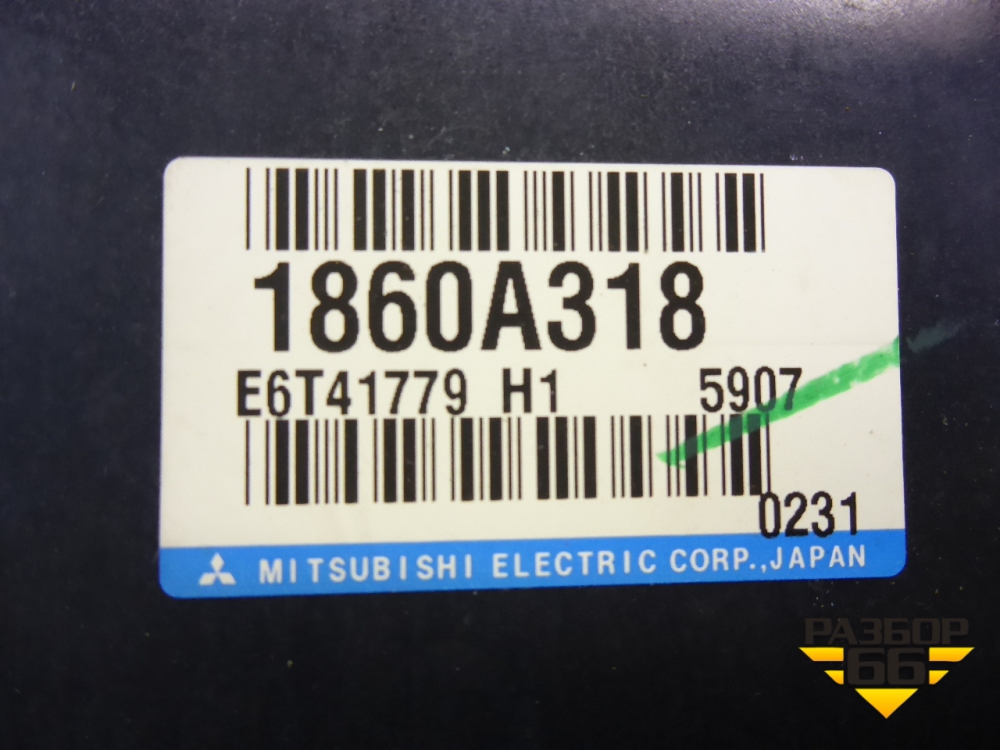 1860A318
E6T41779 H1 5907
0231
MITSUBISHI ELECTRIC CORP.,JAPAN
РАЗБОР
66